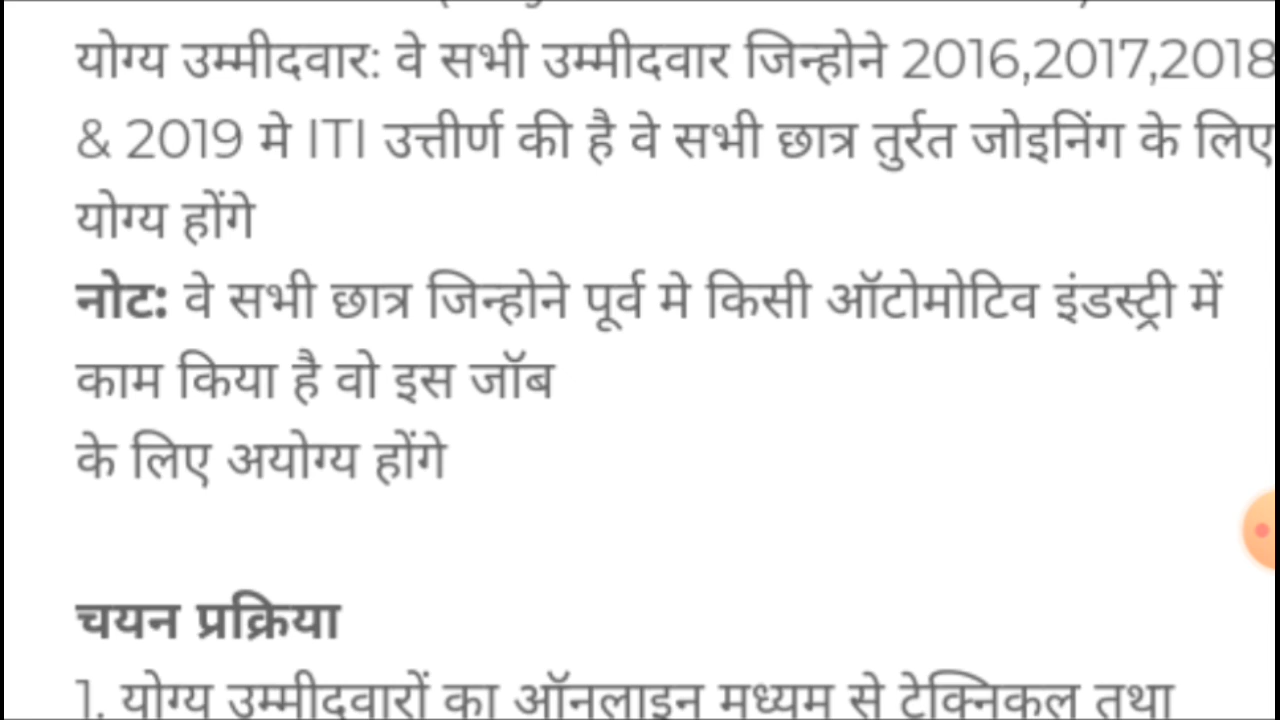 योग्य उम्मीदवार: वे सभी उम्मीदवार जिन्होने 2016,2017,2018
& 2019 मे ITI उत्तीर्ण की है वे सभी छात्र तुर्रत जोइनिंग के लिए
योग्य होंगे
नोट: वे सभी छात्र जिन्होने पूर्व मे किसी ऑटोमोटिव इंडस्ट्री में
काम किया है वो इस जॉब
के लिए अयोग्य होंगे
चयन प्रक्रिया
1. योग्य उम्मीदवारों का ऑनलाइन मध्यम से टेक्निकल तथा